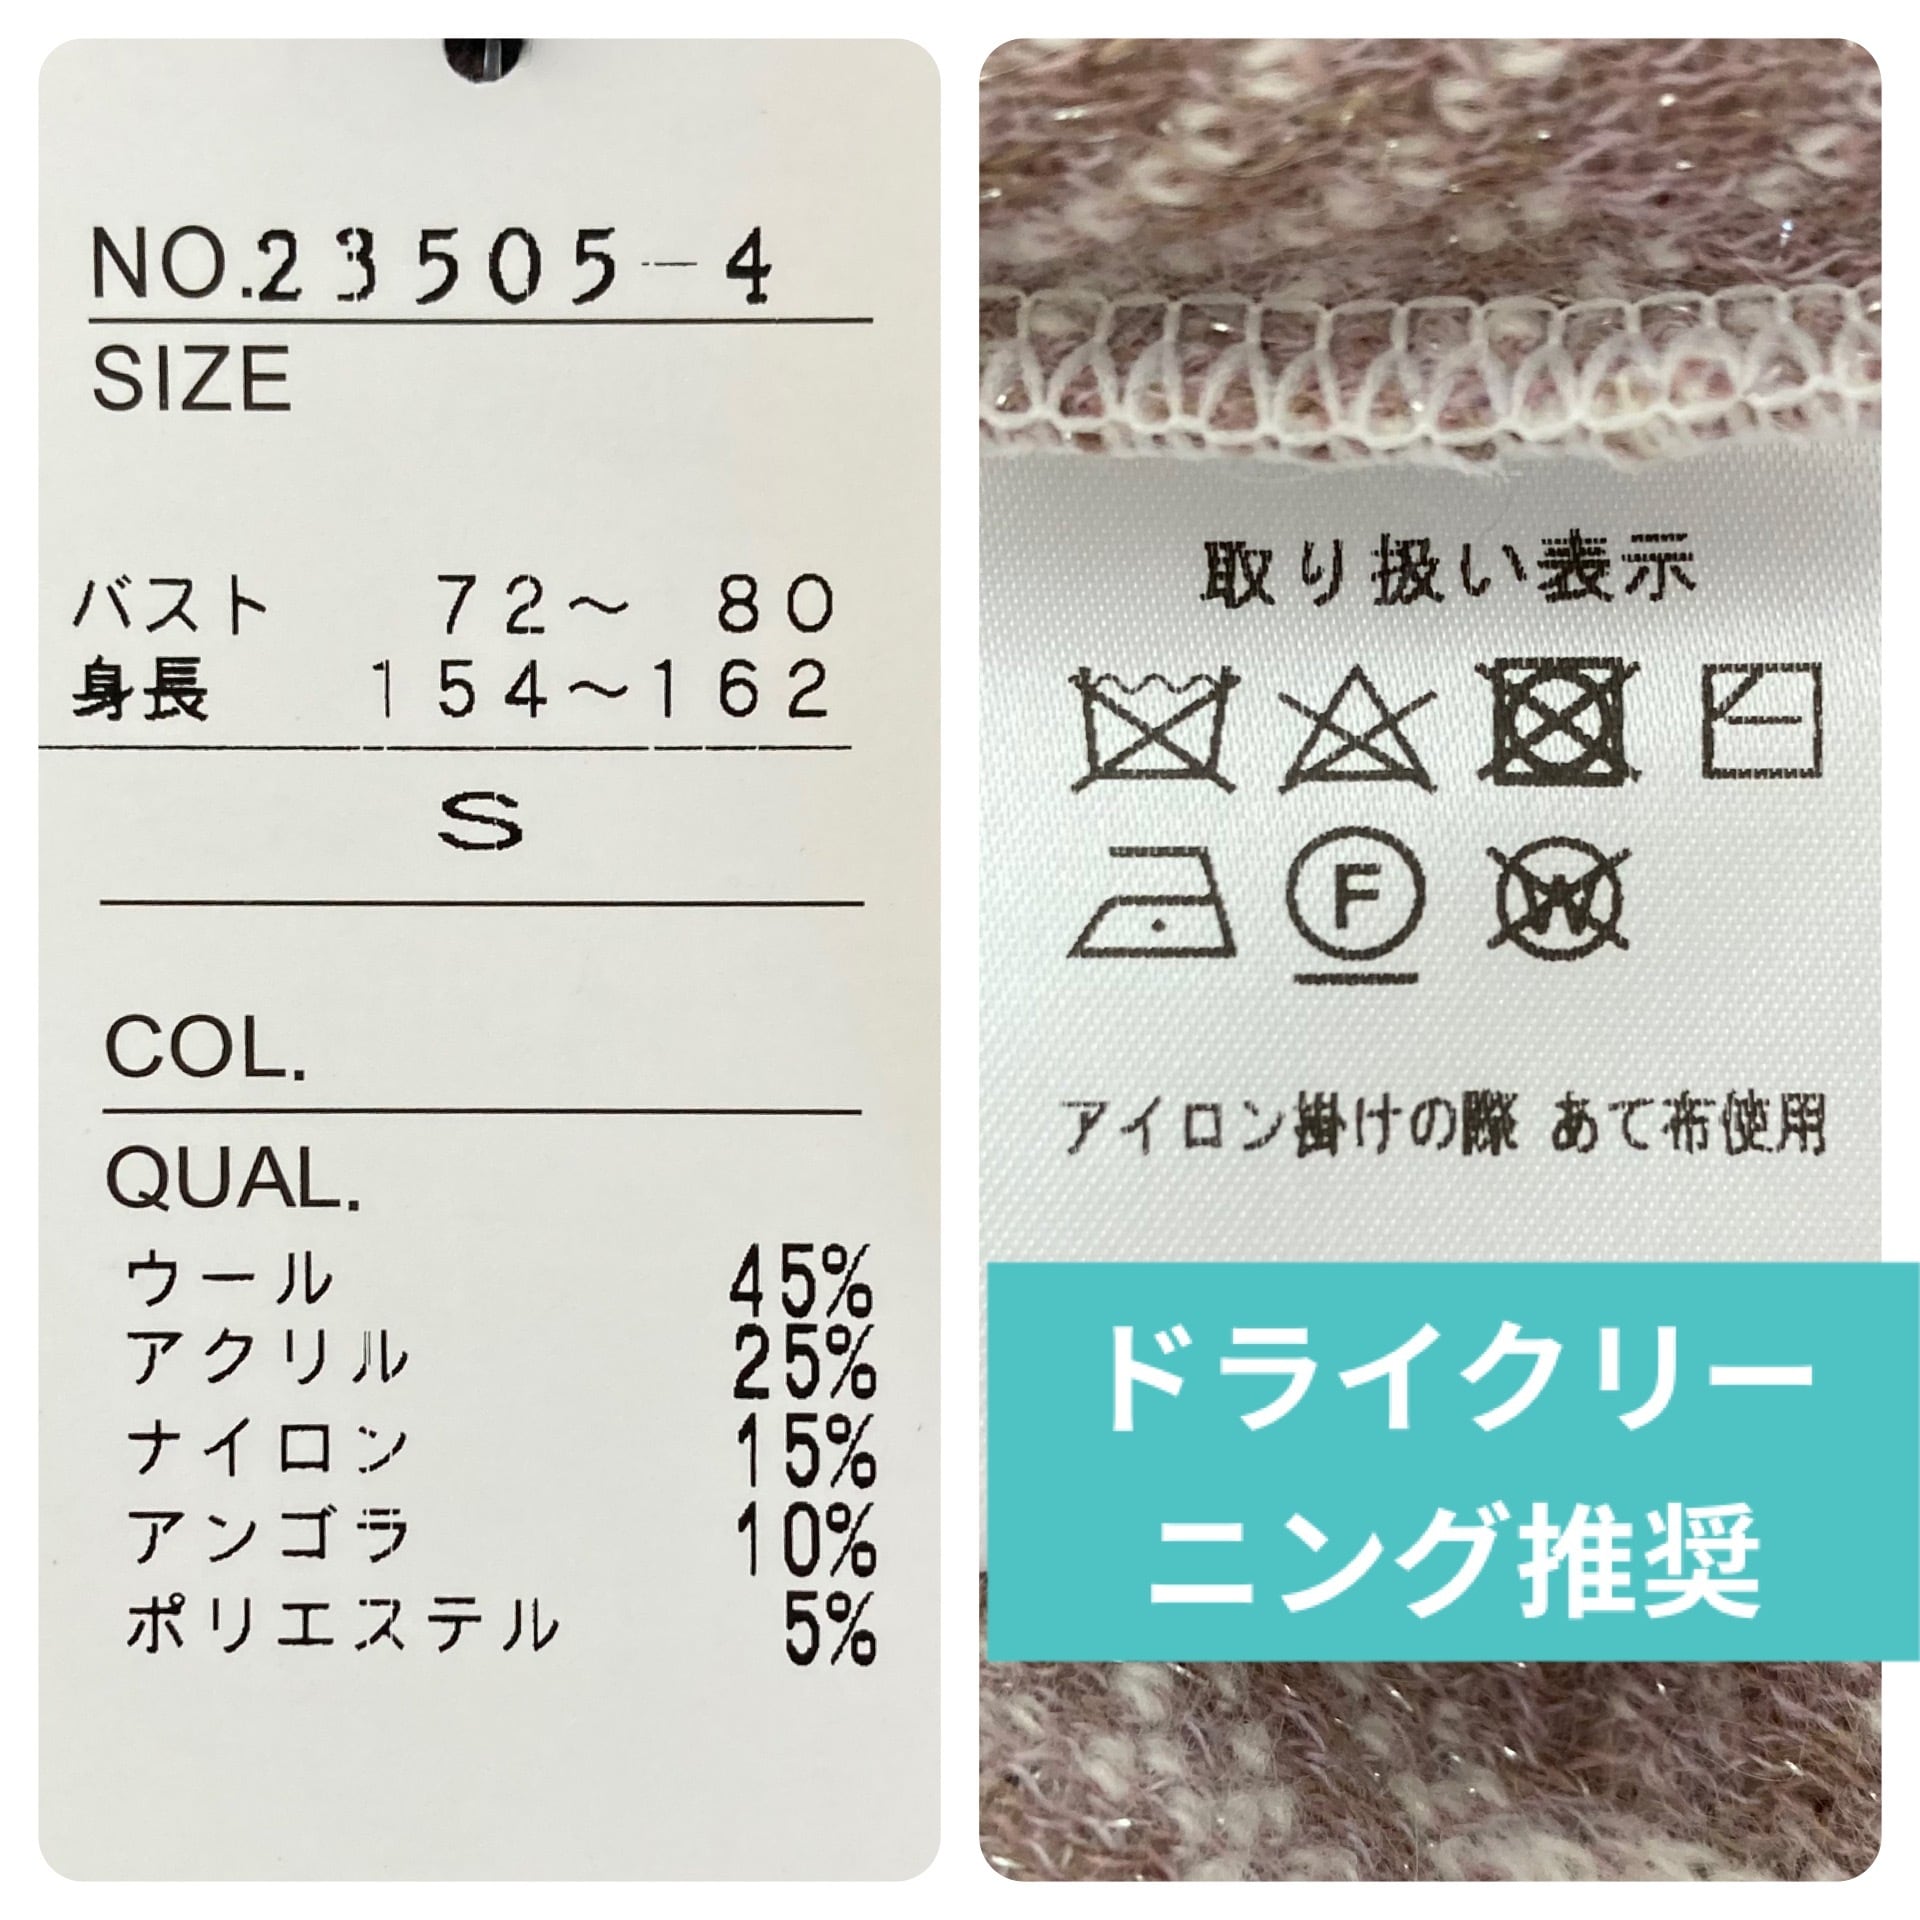 NO.23505-4
SIZE
バスト 72～ 80
身長 154～162
S
COL.
QUAL.
ウール 45%
アクリル 25%
ナイロン 15%
アンゴラ 10%
ポリエステル 5%
取り扱い表示
F
W
アイロン掛けの際 あて布使用
ドライクリー
ニング推奨